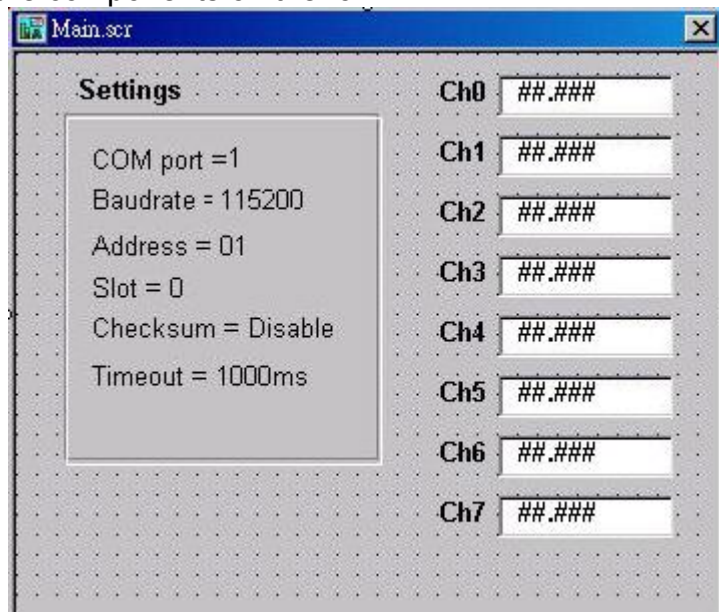 Main.scr
Settings
COM port =1
Baudrate = 115200
Address = 01
Slot = 0
Checksum = Disable
Timeout = 1000ms
Ch0 ##.###
Ch1 ##.###
Ch2 ##.###
Ch3 ##.###
Ch4 ##.###
Ch5 ##.###
Ch6 ##.###
Ch7 ##.###